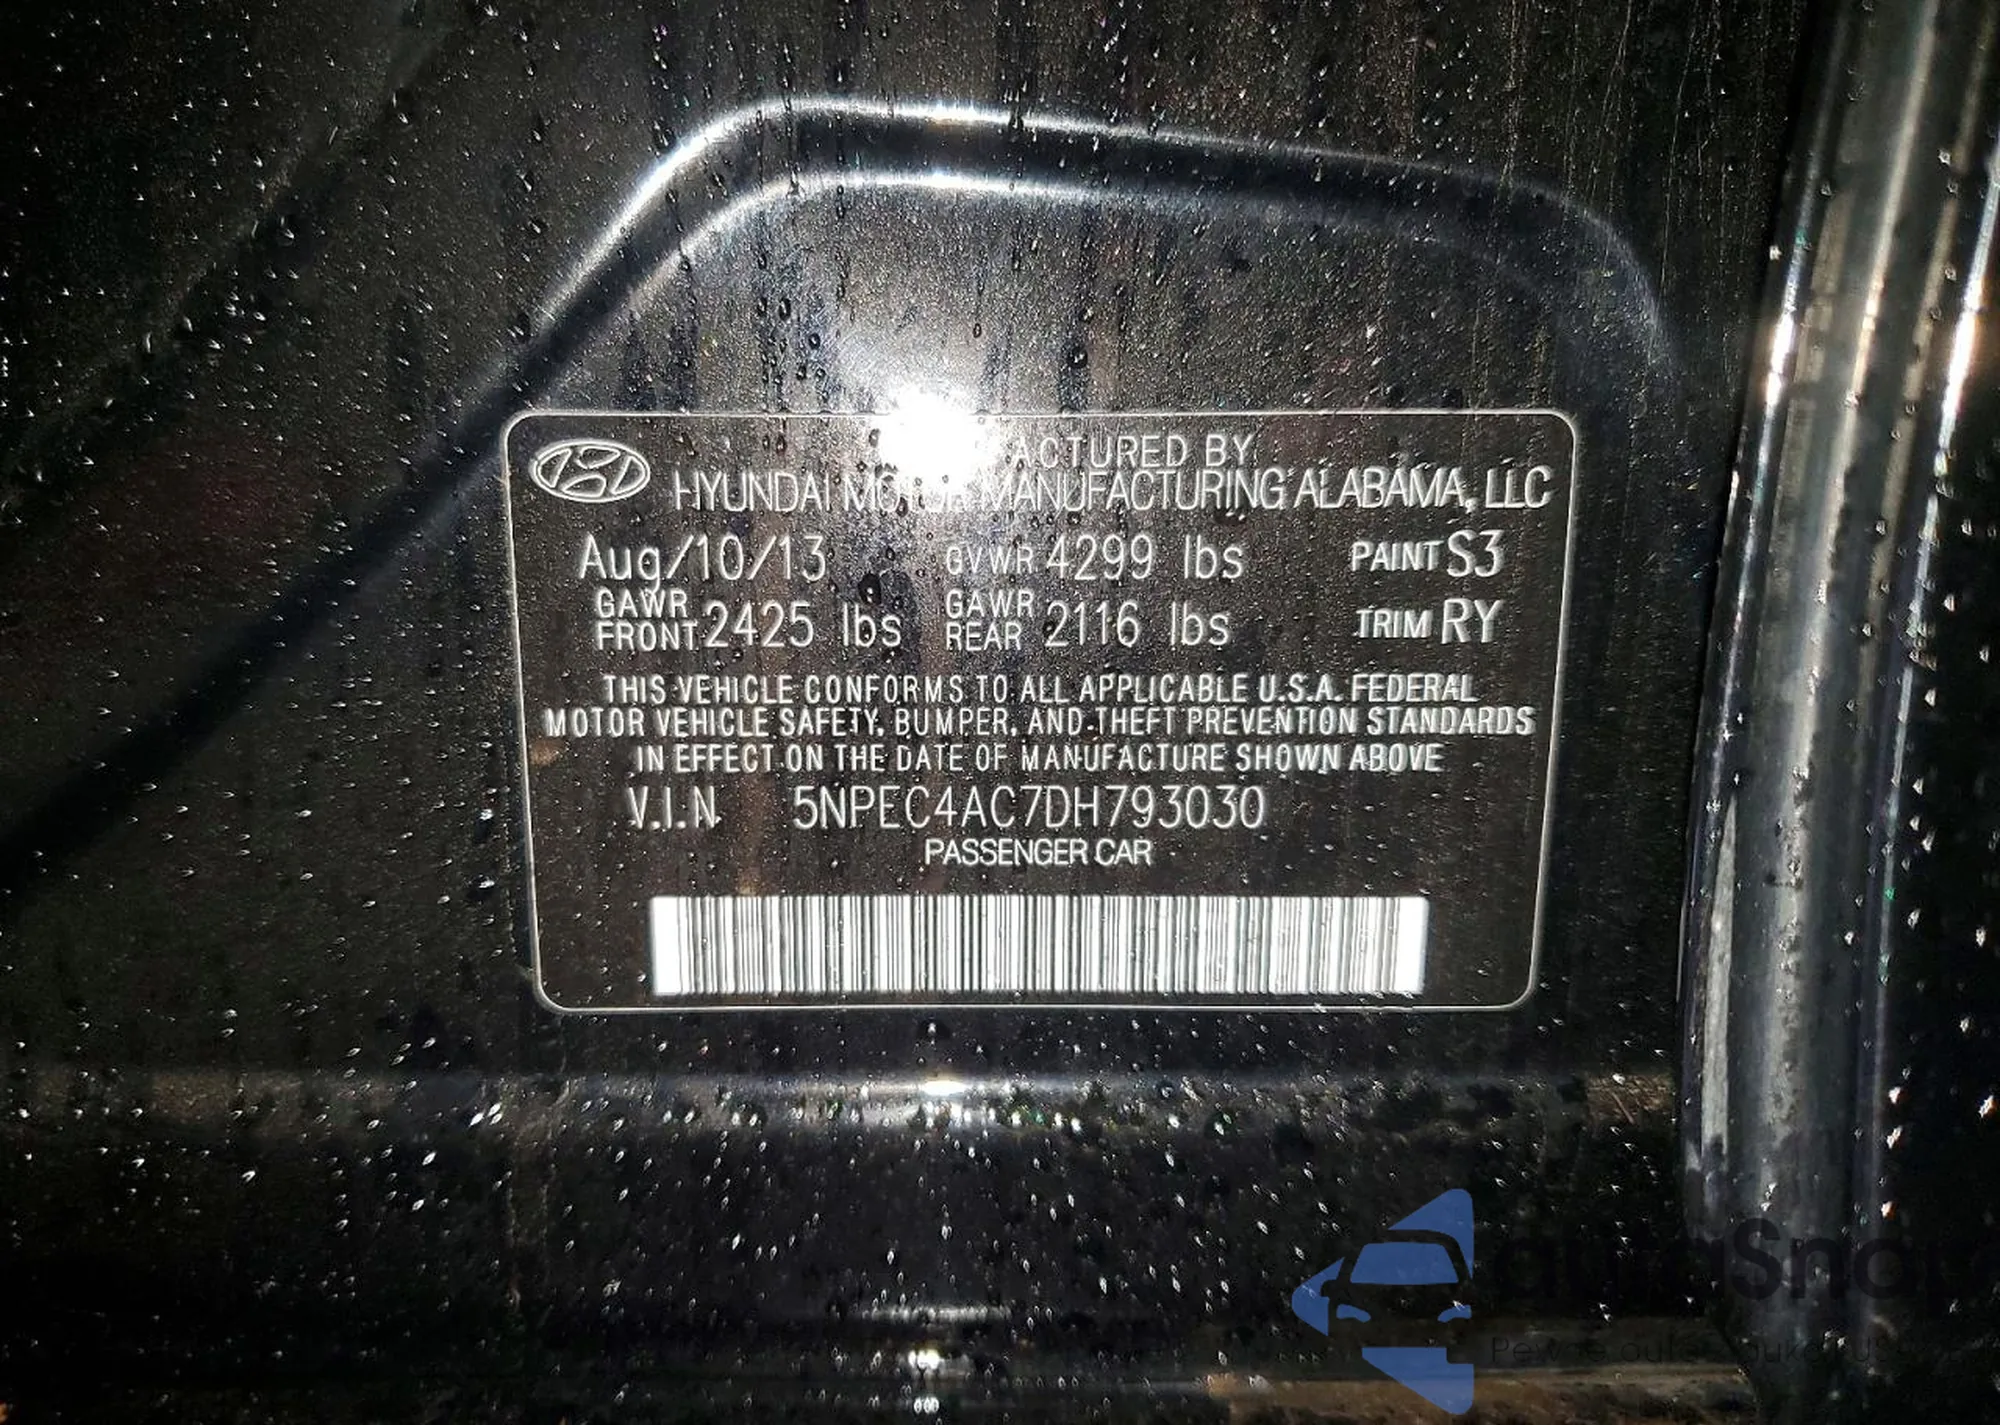 ACTURED BY
HYUNDAI MOTOR MANUFACTURING ALABAMA, LLC
Aug/10/13 GVWR 4299 lbs PAINT S3
GAWR FRONT 2425 lbs GAWR REAR 2116 lbs TRIM RY
THIS VEHICLE CONFORMS TO ALL APPLICABLE U.S.A. FEDERAL
MOTOR VEHICLE SAFETY, BUMPER, AND THEFT PREVENTION STANDARDS
IN EFFECT ON THE DATE OF MANUFACTURE SHOWN ABOVE
V.I.N. 5NPEC4AC7DH793030
PASSENGER CAR